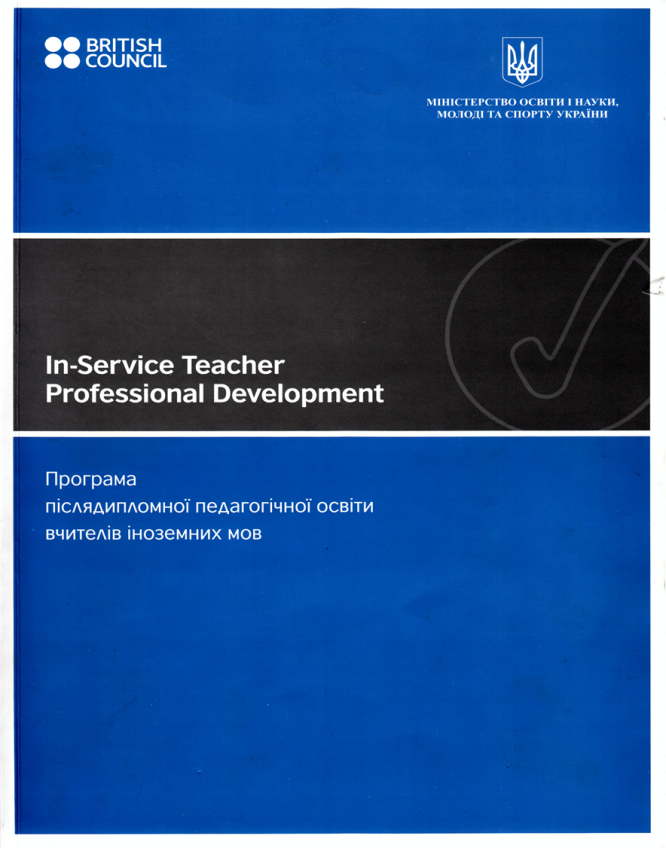 BRITISH
COUNCIL
МІНІСТЕРСТВО ОСВІТИ І НАУКИ,
МОЛОДІ ТА СПОРТУ УКРАЇНИ
In-Service Teacher
Professional Development
Програма
післядипломної педагогічної освіти
вчителів іноземних мов